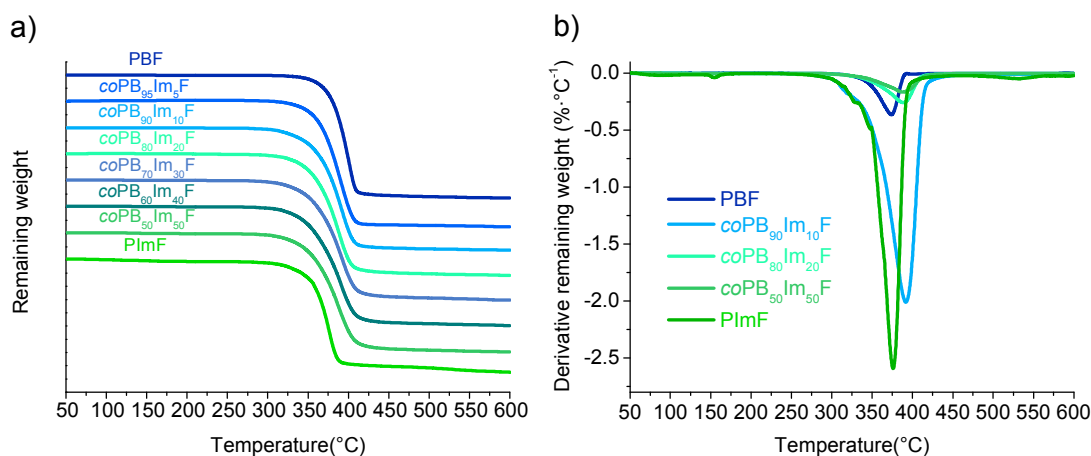 a)
PBF
coPB₉₅Im₅F
coPB₉₀Im₁₀F
coPB₈₀Im₂₀F
coPB₇₀Im₃₀F
coPB₆₀Im₄₀F
coPB₅₀Im₅₀F
PImF
Remaining weight
50 100 150 200 250 300 350 400 450 500 550 600
Temperature(°C)
b)
0.0
-0.5
-1.0
-1.5
-2.0
-2.5
Derivative remaining weight (%·°C⁻¹)
PBF
coPB₉₀Im₁₀F
coPB₈₀Im₂₀F
coPB₅₀Im₅₀F
PImF
50 100 150 200 250 300 350 400 450 500 550 600
Temperature(°C)